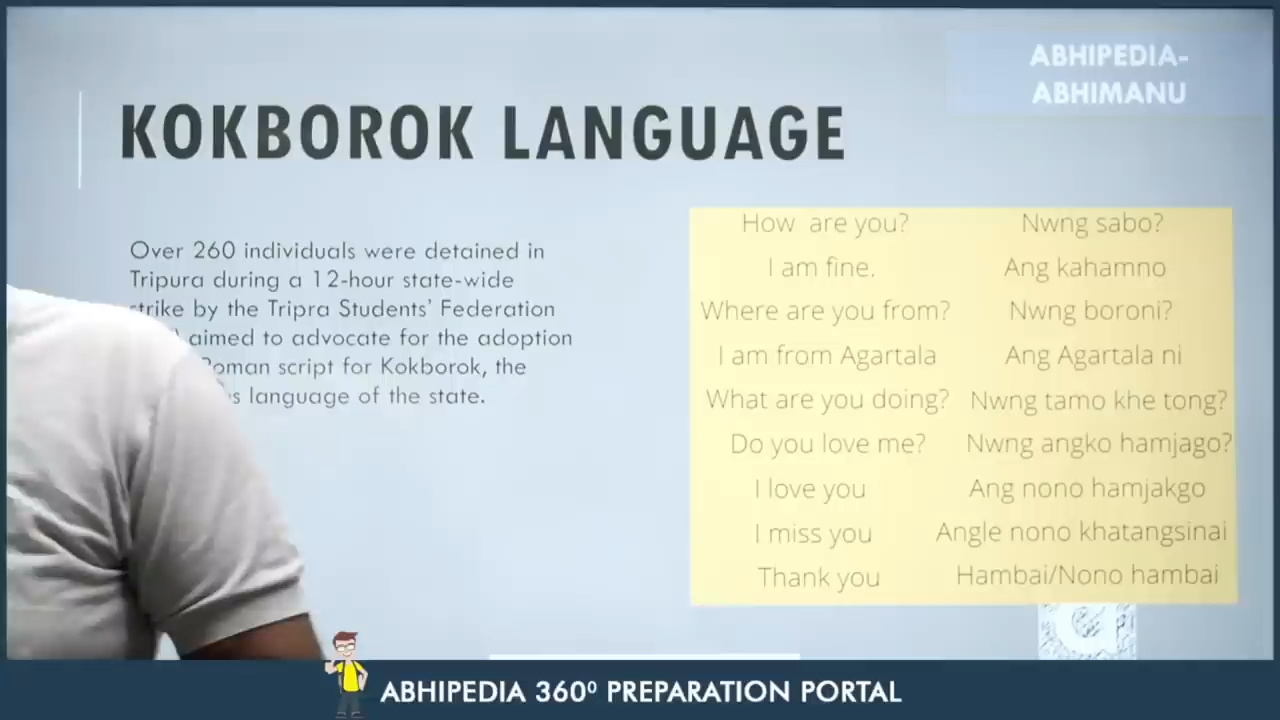 ABHIPEDIA-
ABHIMANU
KOKBOROK LANGUAGE
Over 260 individuals were detained in
Tripura during a 12-hour state-wide
strike by the Tripra Students' Federation
aimed to advocate for the adoption
Roman script for Kokborok, the
language of the state.
How are you? Nwng sabo?
I am fine. Ang kahamno
Where are you from? Nwng boroni?
I am from Agartala Ang Agartala ni
What are you doing? Nwng tamo khe tong?
Do you love me? Nwng angko hamjago?
I love you Ang nono hamjakgo
I miss you Angle nono khatangsinai
Thank you Hambai/Nono hambai
ABHIPEDIA 360⁰ PREPARATION PORTAL